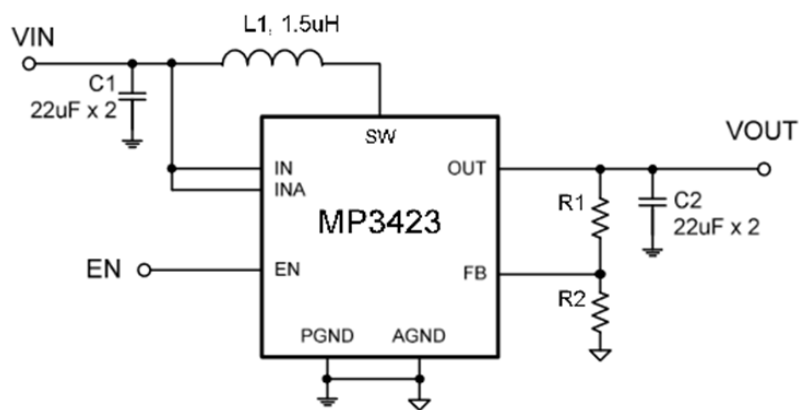 L1, 1.5uH
VIN
C1
22uF x 2
SW
VOUT
IN
OUT
INA
R1
C2
MP3423
22uF x 2
EN
EN
FB
R2
PGND
AGND